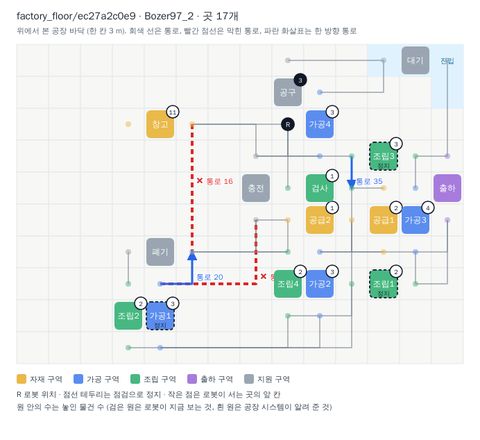 factory_floor/ec27a2c0e9 · Bozer97_2 · 곳 17개
위에서 본 공장 바닥 (한 칸 3 m). 회색 선은 통로, 빨간 점선은 막힌 통로, 파란 화살표는 한 방향 통로
대기
진입
3
공구
11
창고
R
3
가공4
3
조립3
정지
✕ 통로 16
통로 35
충전
1
검사
출하
1
공급2
2
공급1
4
가공3
폐기
통로 20
✕
2
조립4
3
가공2
2
조립1
정지
2
조립2
3
가공1
정지
자재 구역
가공 구역
조립 구역
출하 구역
지원 구역
R 로봇 위치 · 점선 테두리는 점검으로 정지 · 작은 점은 로봇이 서는 곳의 앞 칸
원 안의 수는 놓인 물건 수 (검은 원은 로봇이 지금 보는 것, 흰 원은 공장 시스템이 알려 준 것)